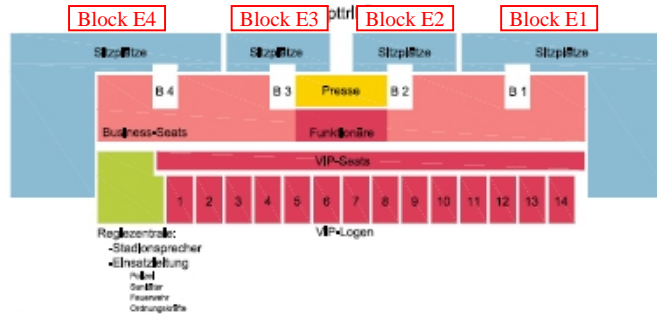 Block E4 Block E3 Block E2 Block E1
Sitzplätze Sitzplätze Sitzplätze Sitzplätze
B 4 B 3 Presse B 2 B 1
Business-Seats Funktionäre
VIP-Seats
1 2 3 4 5 6 7 8 9 10 11 12 13 14
Regiezentrale: VIP-Logen
-Stadionsprecher
-Einsatzleitung
Polizei
Sanitäter
Feuerwehr
Ordnungskräfte